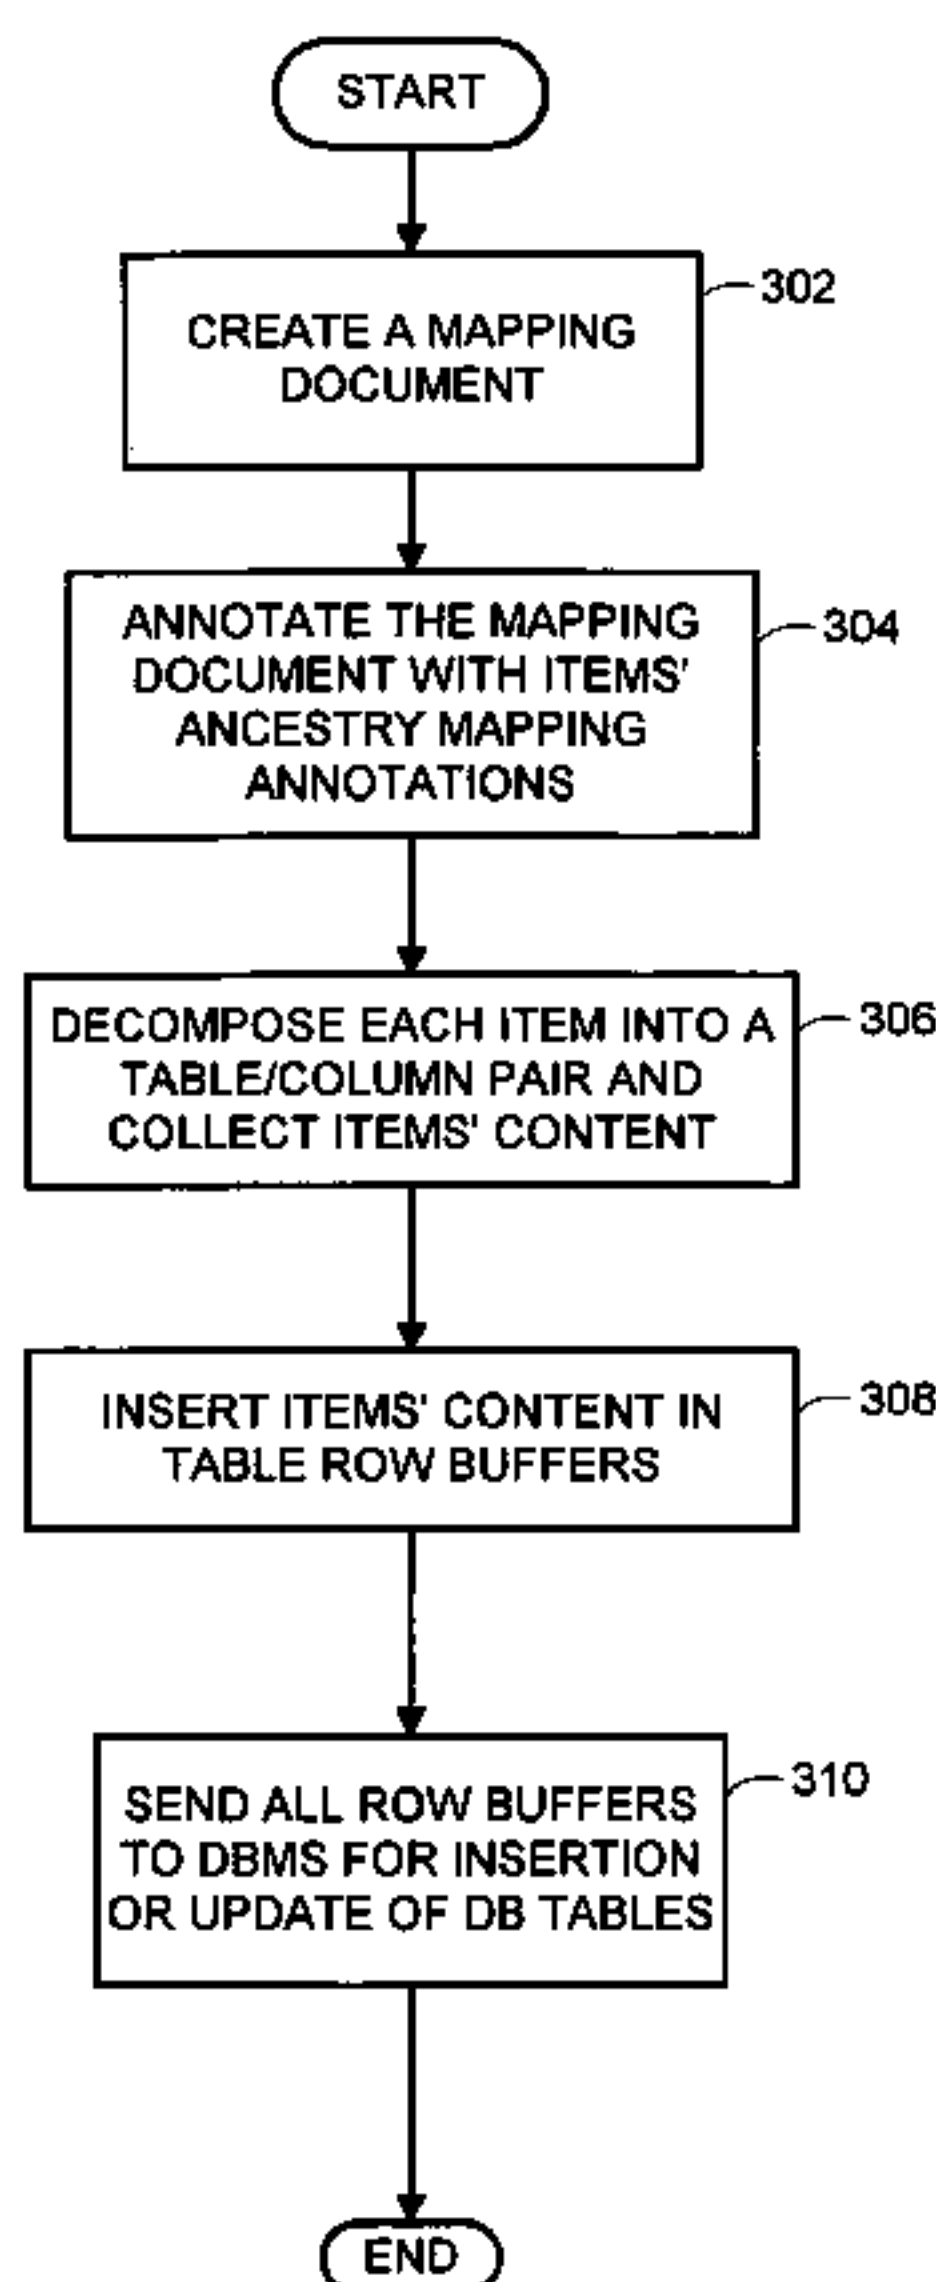 START
302
CREATE A MAPPING
DOCUMENT
304
ANNOTATE THE MAPPING
DOCUMENT WITH ITEMS'
ANCESTRY MAPPING
ANNOTATIONS
306
DECOMPOSE EACH ITEM INTO A
TABLE/COLUMN PAIR AND
COLLECT ITEMS' CONTENT
308
INSERT ITEMS' CONTENT IN
TABLE ROW BUFFERS
310
SEND ALL ROW BUFFERS
TO DBMS FOR INSERTION
OR UPDATE OF DB TABLES
END